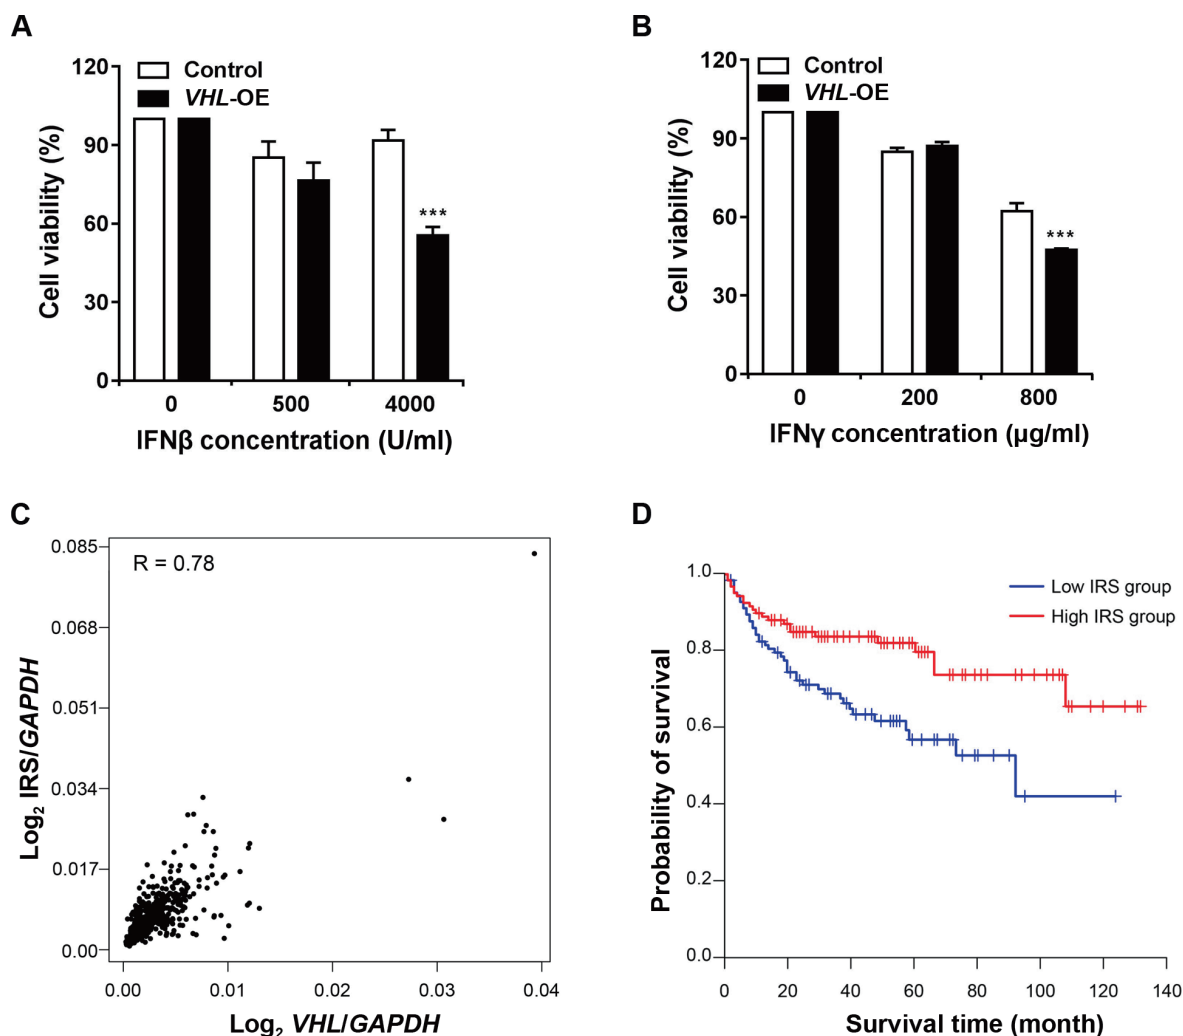 A
Control
VHL-OE
120
90
60
30
0
Cell viability (%)
***
0 500 4000
IFNβ concentration (U/ml)
B
Control
VHL-OE
120
90
60
30
0
Cell viability (%)
***
0 200 800
IFNγ concentration (µg/ml)
C
R = 0.78
0.085
0.068
0.051
0.034
0.017
0.00
Log₂ IRS/GAPDH
0.00 0.01 0.02 0.03 0.04
Log₂ VHL/GAPDH
D
Low IRS group
High IRS group
1.0
0.8
0.6
0.4
0.2
0.0
Probability of survival
0 20 40 60 80 100 120 140
Survival time (month)